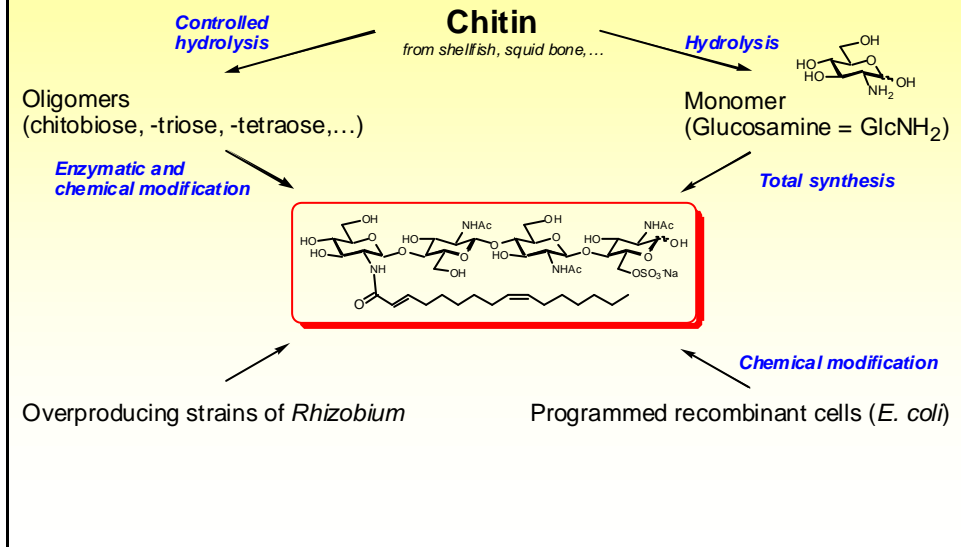 Chitin
from shellfish, squid bone,…
Controlled
hydrolysis
Hydrolysis
OH
HO
O
HO
OH
NH2
Oligomers
(chitobiose, -triose, -tetraose,…)
Monomer
(Glucosamine = GlcNH2)
Enzymatic and
chemical modification
Total synthesis
OH
NHAc
OH
NHAc
HO
O
HO
O
O
O
HO
O
OH
HO
O
O
HO
O
NH
OH
NHAc
OSO3-Na
O
Chemical modification
Overproducing strains of Rhizobium
Programmed recombinant cells (E. coli)